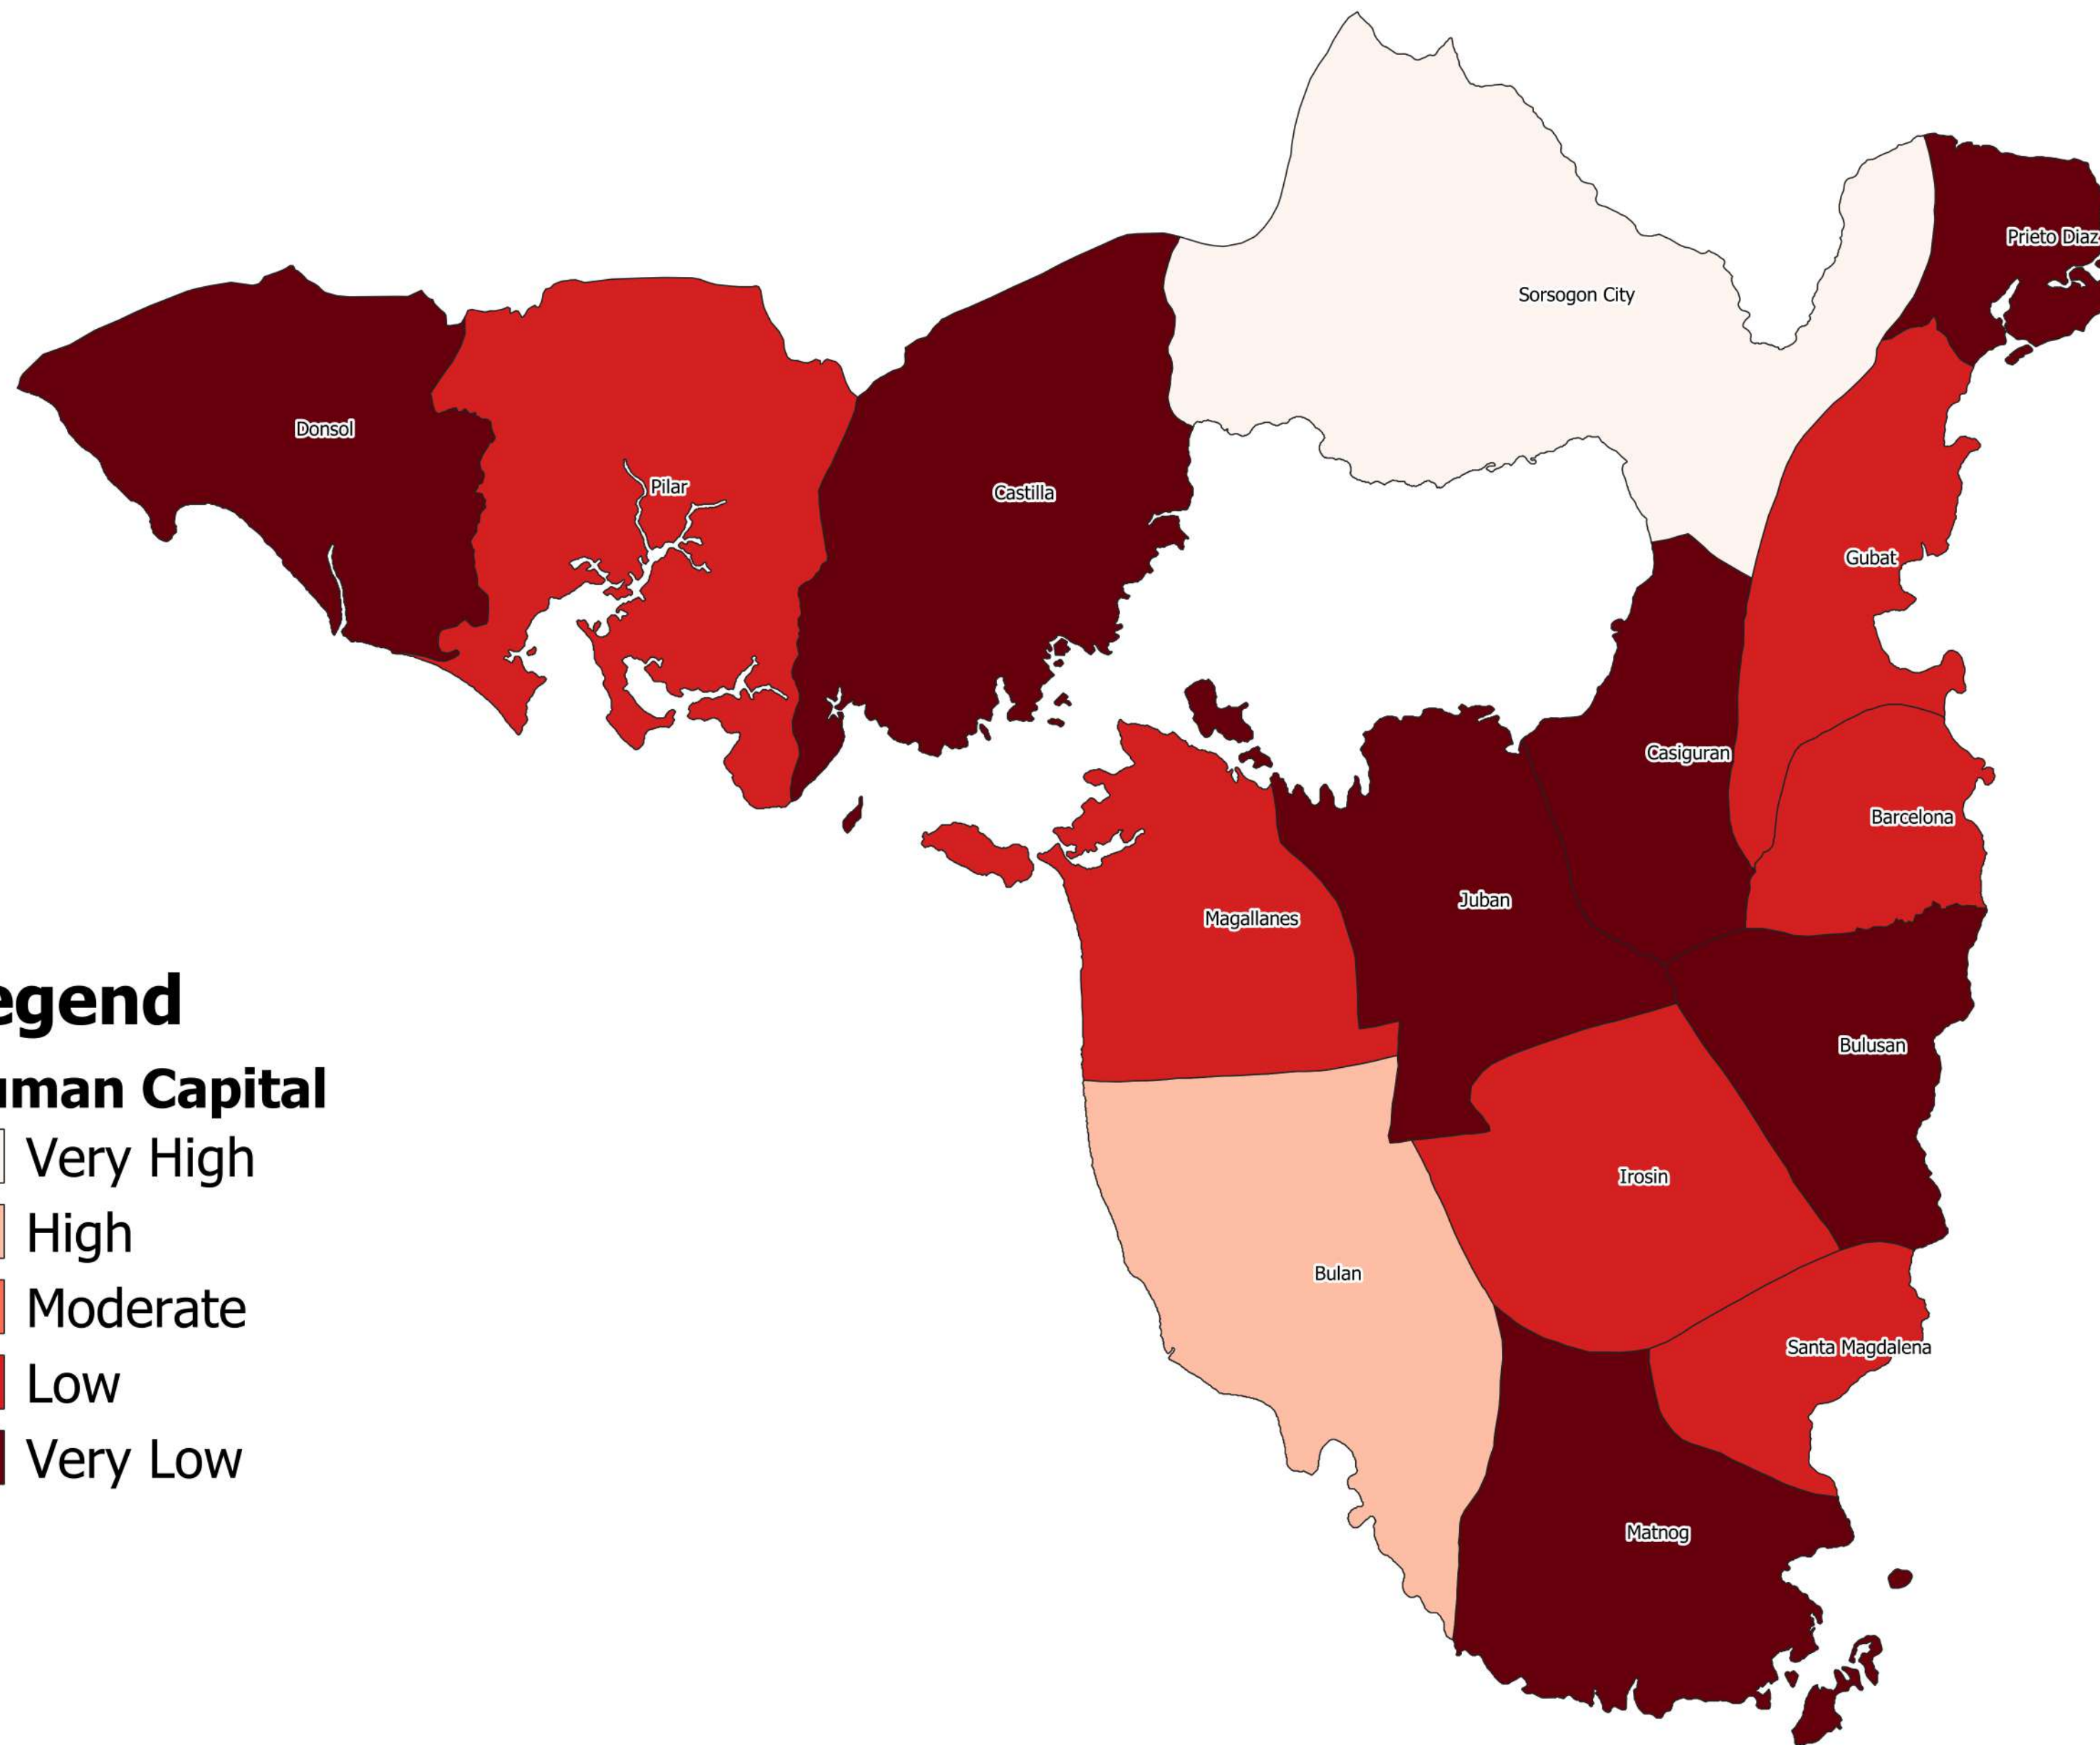 Prieto Diaz
Sorsogon City
Donsol
Pilar
Castilla
Gubat
Casiguran
Barcelona
Juban
Magallanes
egend
Bulusan
uman Capital
Very High
Irosin
High
Bulan
Moderate
Santa Magdalena
Low
Very Low
Matnog